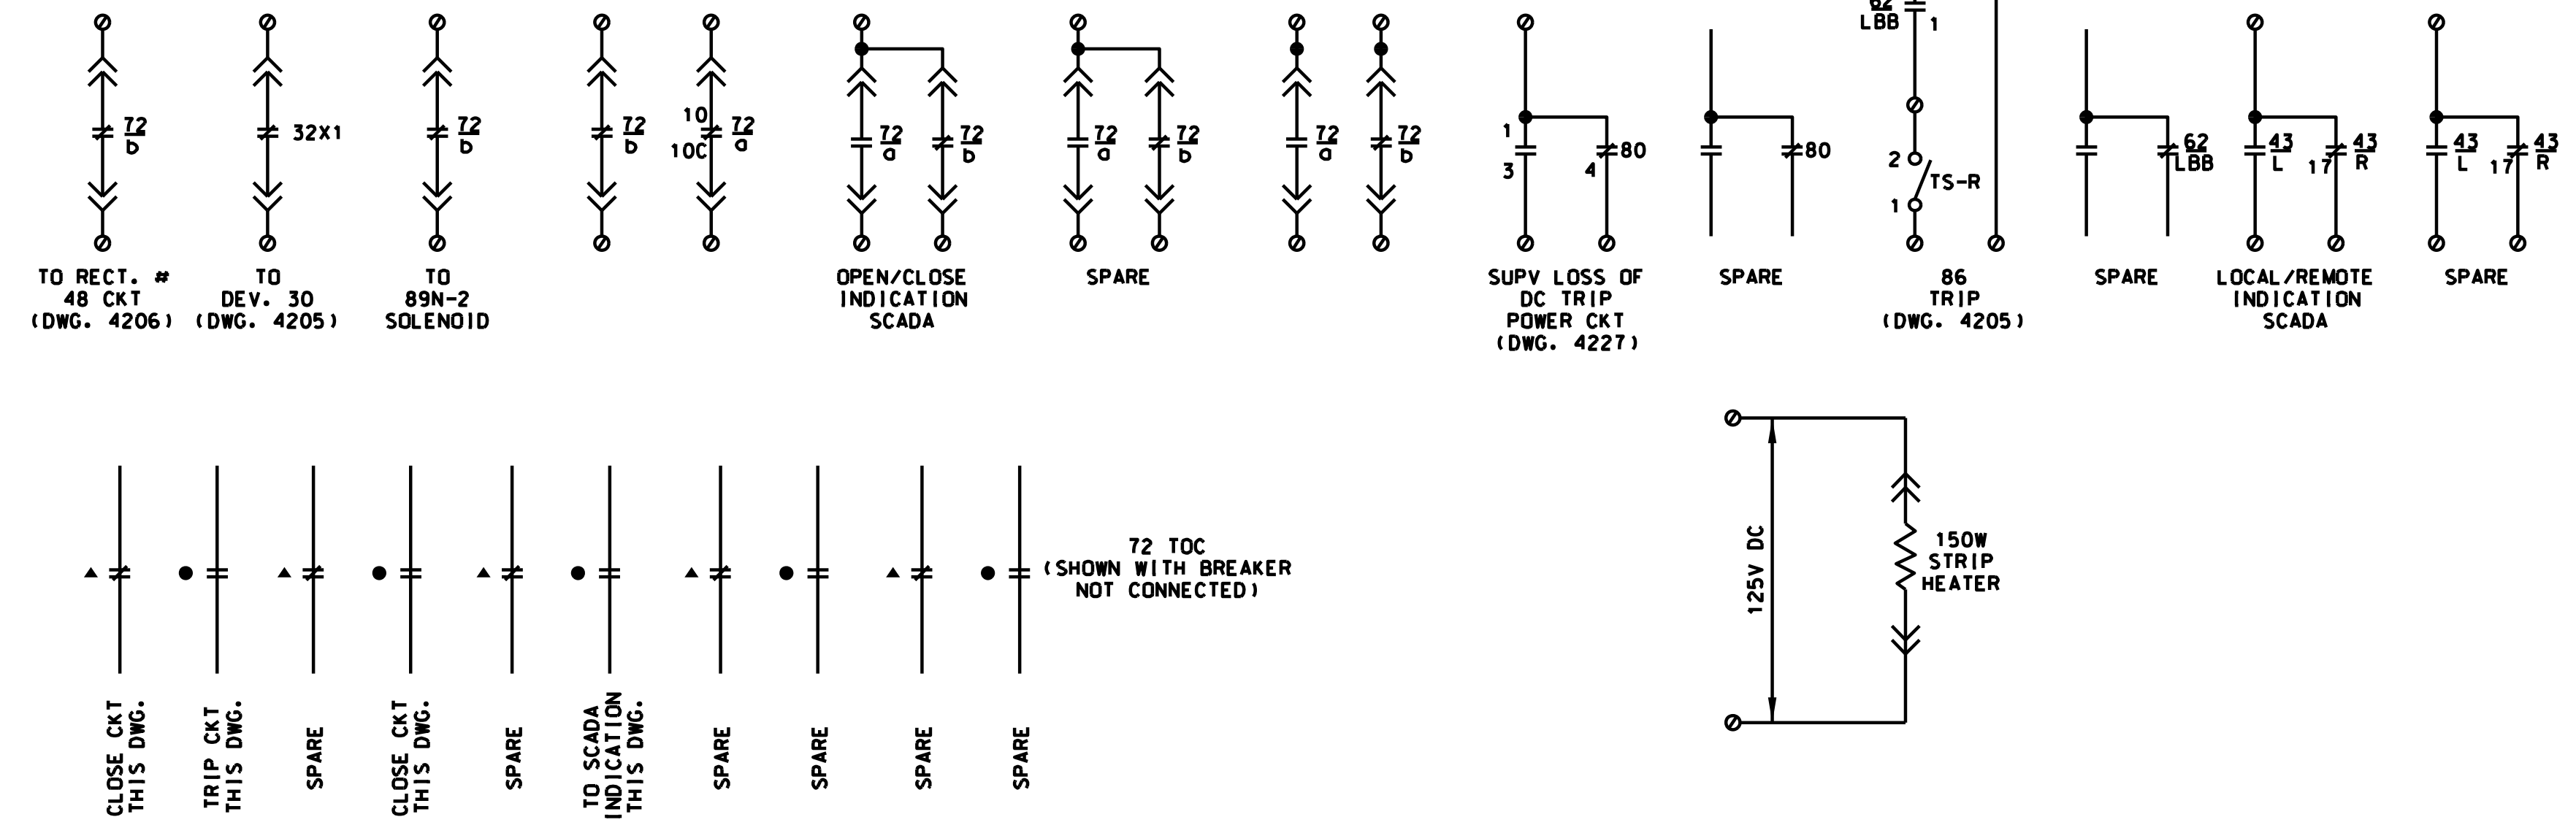 62
LBB
1
72
b
32X1
72
b
72
b
10
10C
72
a
72
a
72
b
72
a
72
b
72
a
72
b
1
3
4
80
80
2
1
TS-R
62
LBB
43
L
17
43
R
43
L
17
43
R
TO RECT. #
48 CKT
(DWG. 4206)
TO
DEV. 30
(DWG. 4205)
TO
89N-2
SOLENOID
OPEN/CLOSE
INDICATION
SCADA
SPARE
SUPV LOSS OF
DC TRIP
POWER CKT
(DWG. 4227)
SPARE
86
TRIP
(DWG. 4205)
SPARE
LOCAL/REMOTE
INDICATION
SCADA
SPARE
72 TOC
(SHOWN WITH BREAKER
NOT CONNECTED)
125V DC
150W
STRIP
HEATER
CLOSE CKT
THIS DWG.
TRIP CKT
THIS DWG.
SPARE
CLOSE CKT
THIS DWG.
SPARE
TO SCADA
INDICATION
THIS DWG.
SPARE
SPARE
SPARE
SPARE